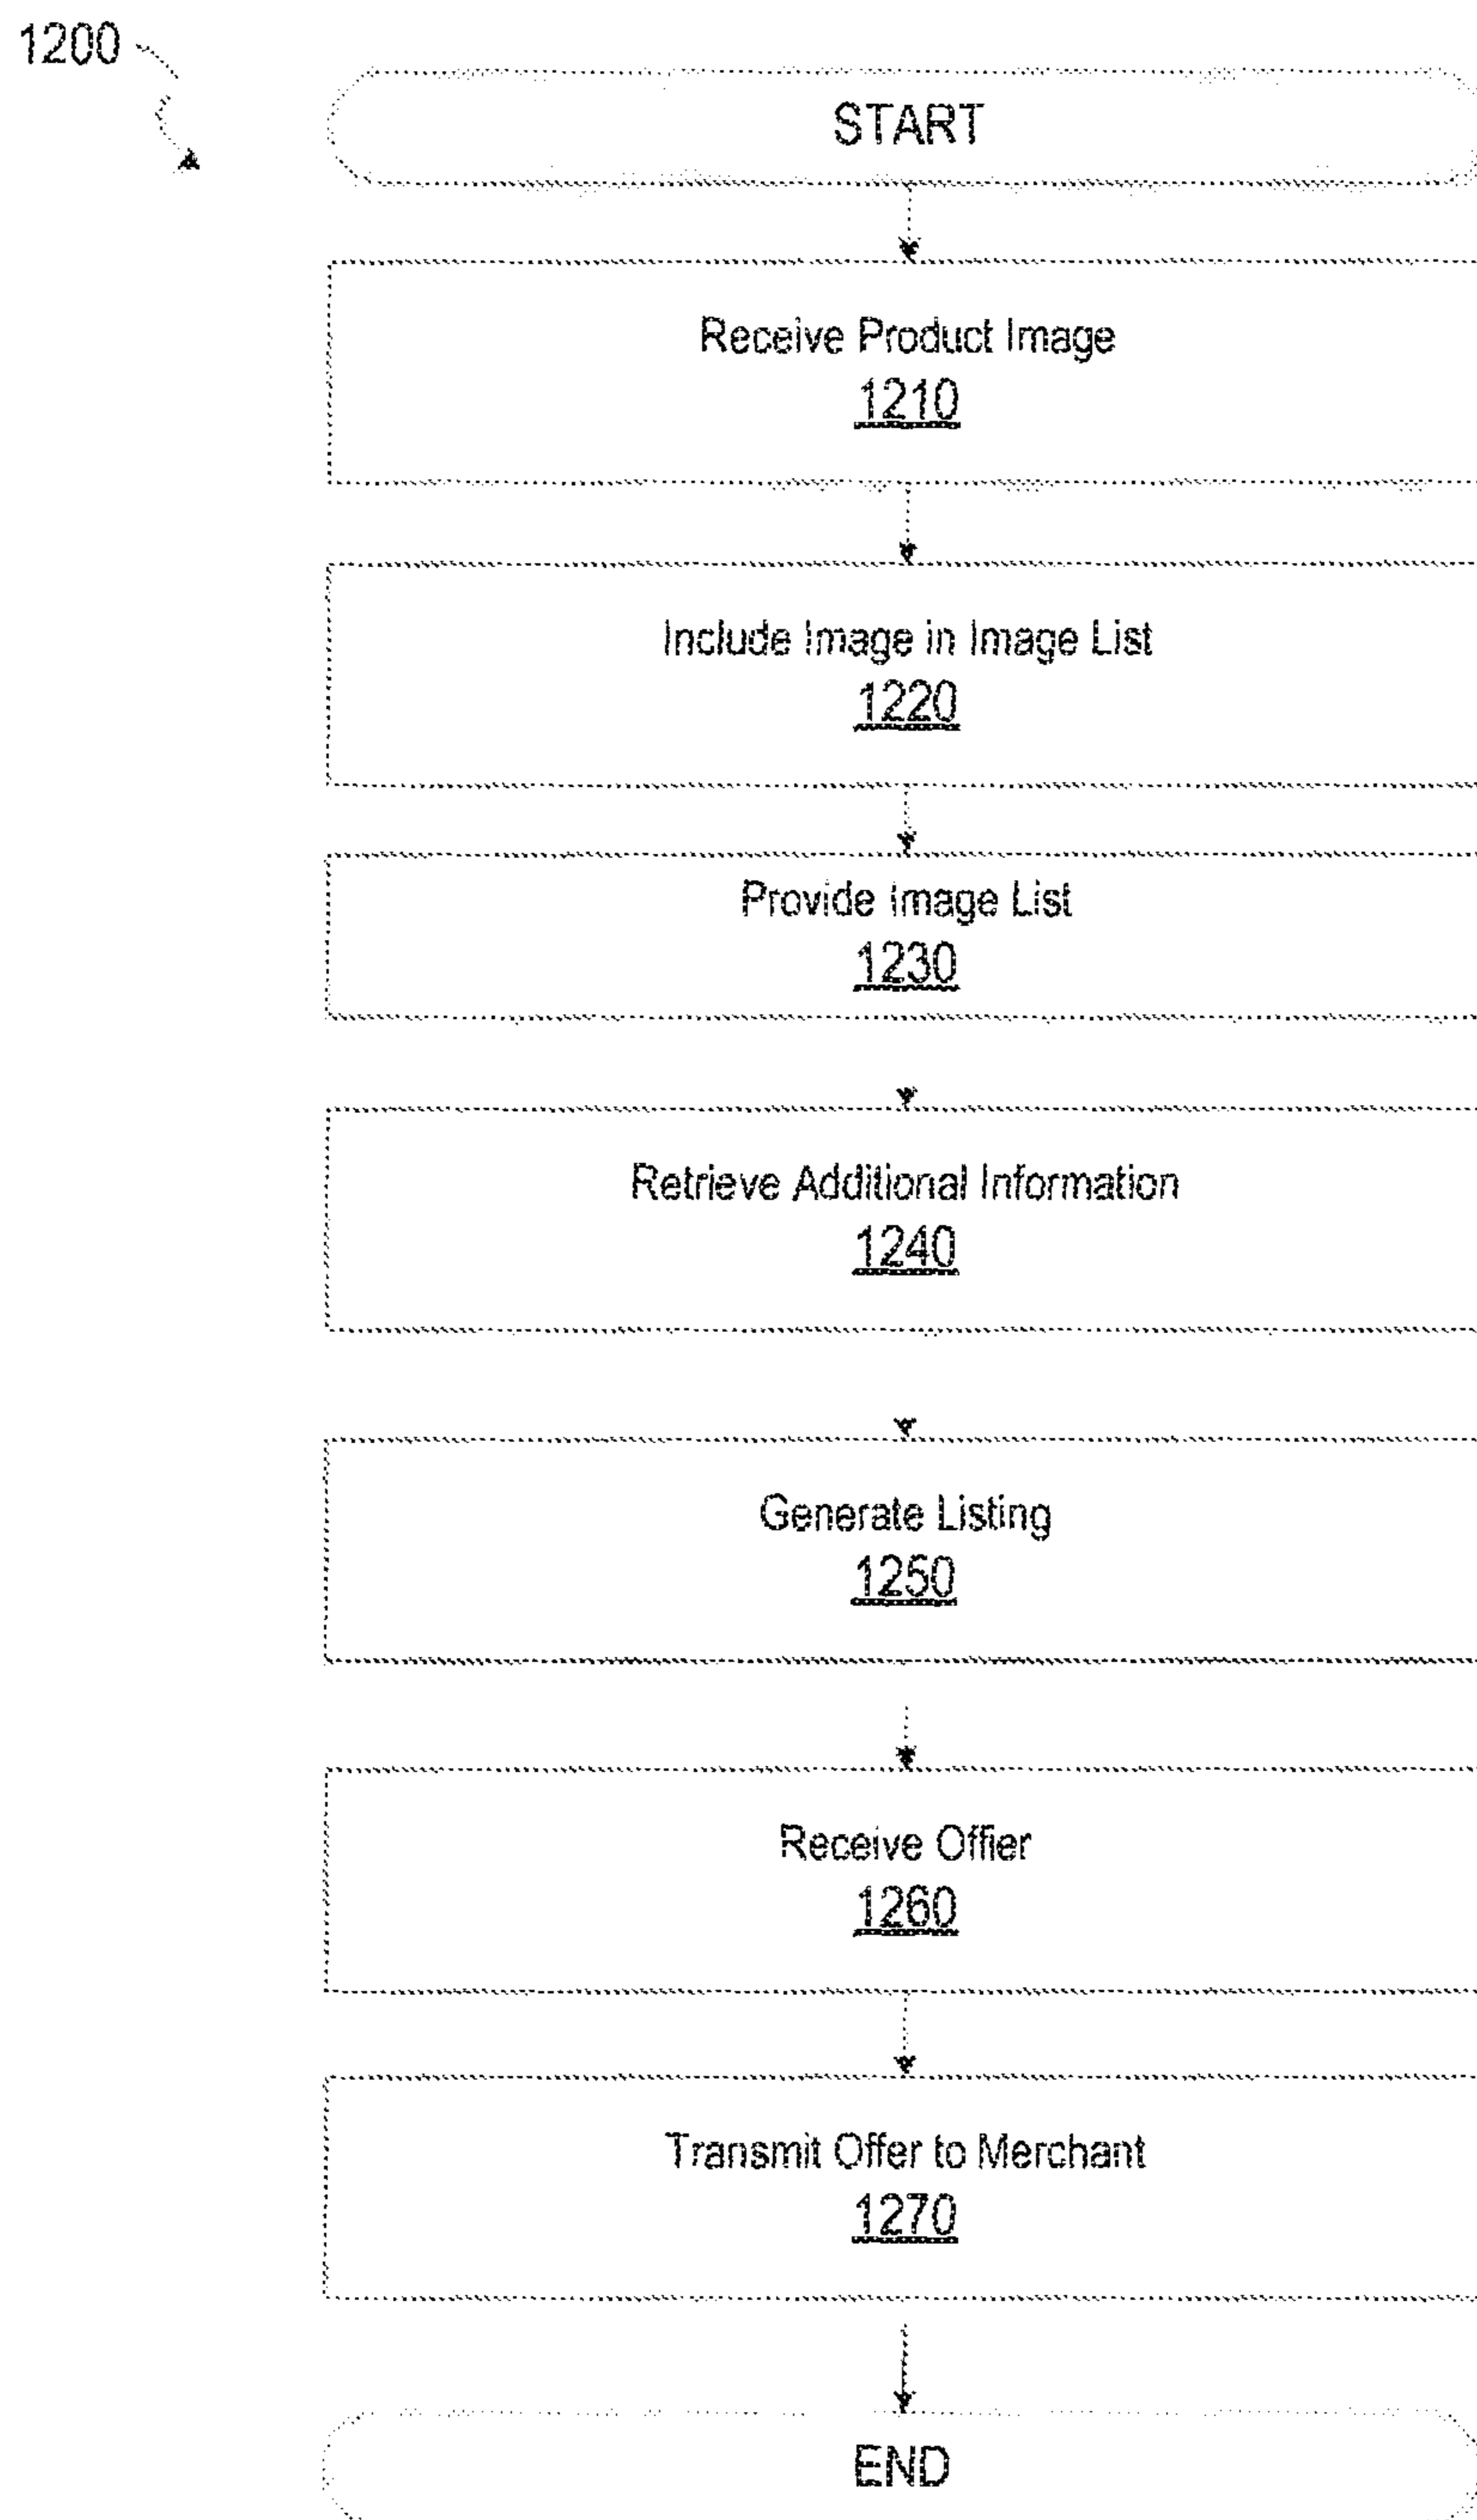 1200
START
Receive Product Image
1210
Include Image in Image List
1220
Provide Image List
1230
Retrieve Additional Information
1240
Generate Listing
1250
Receive Offier
1260
Transmit Offer to Merchant
1270
END